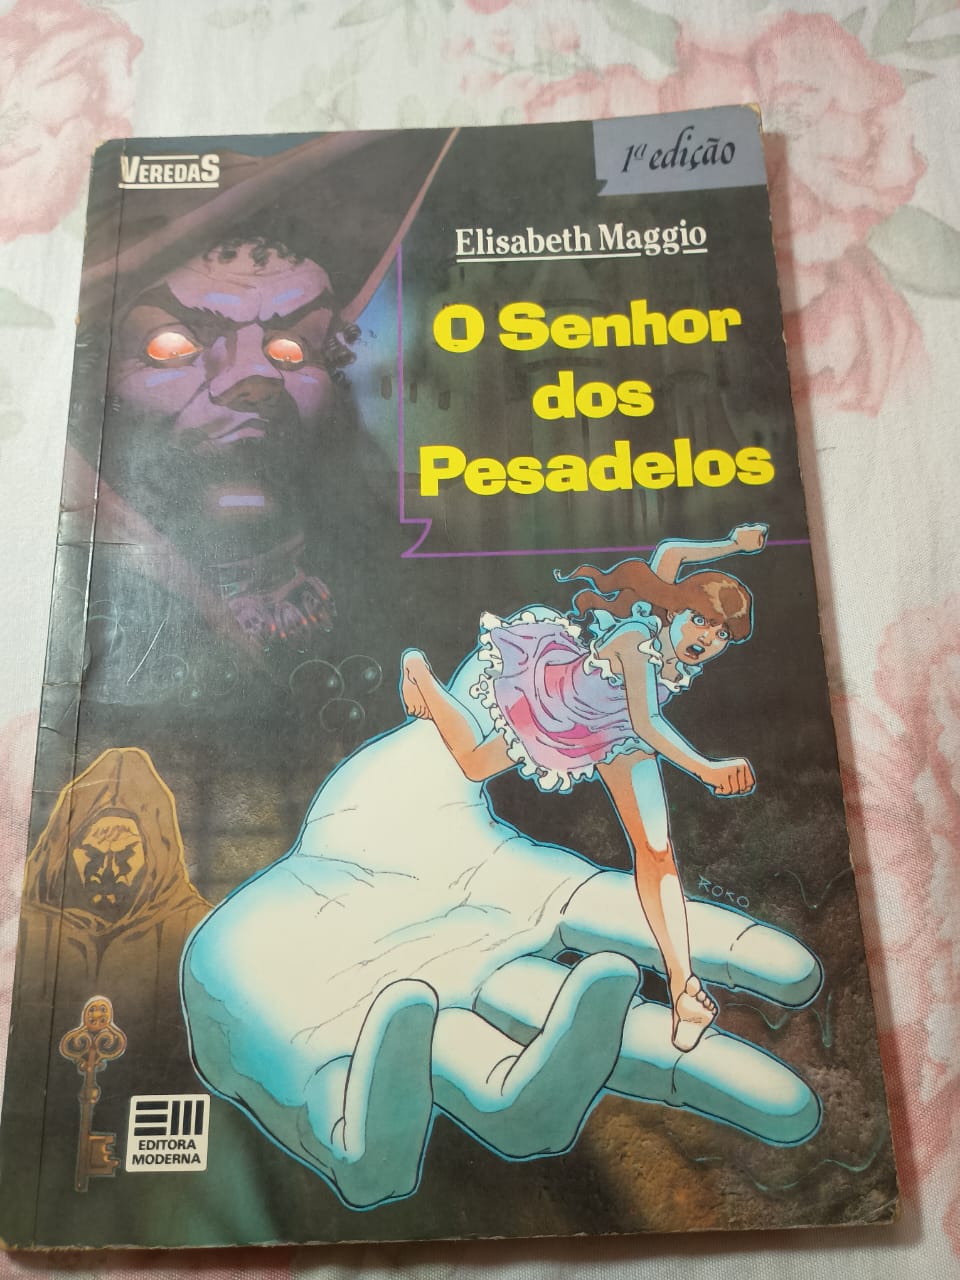 VEREDAS
1ª edição
Elisabeth Maggio
O Senhor
dos
Pesadelos
ROKO
EDITORA
MODERNA